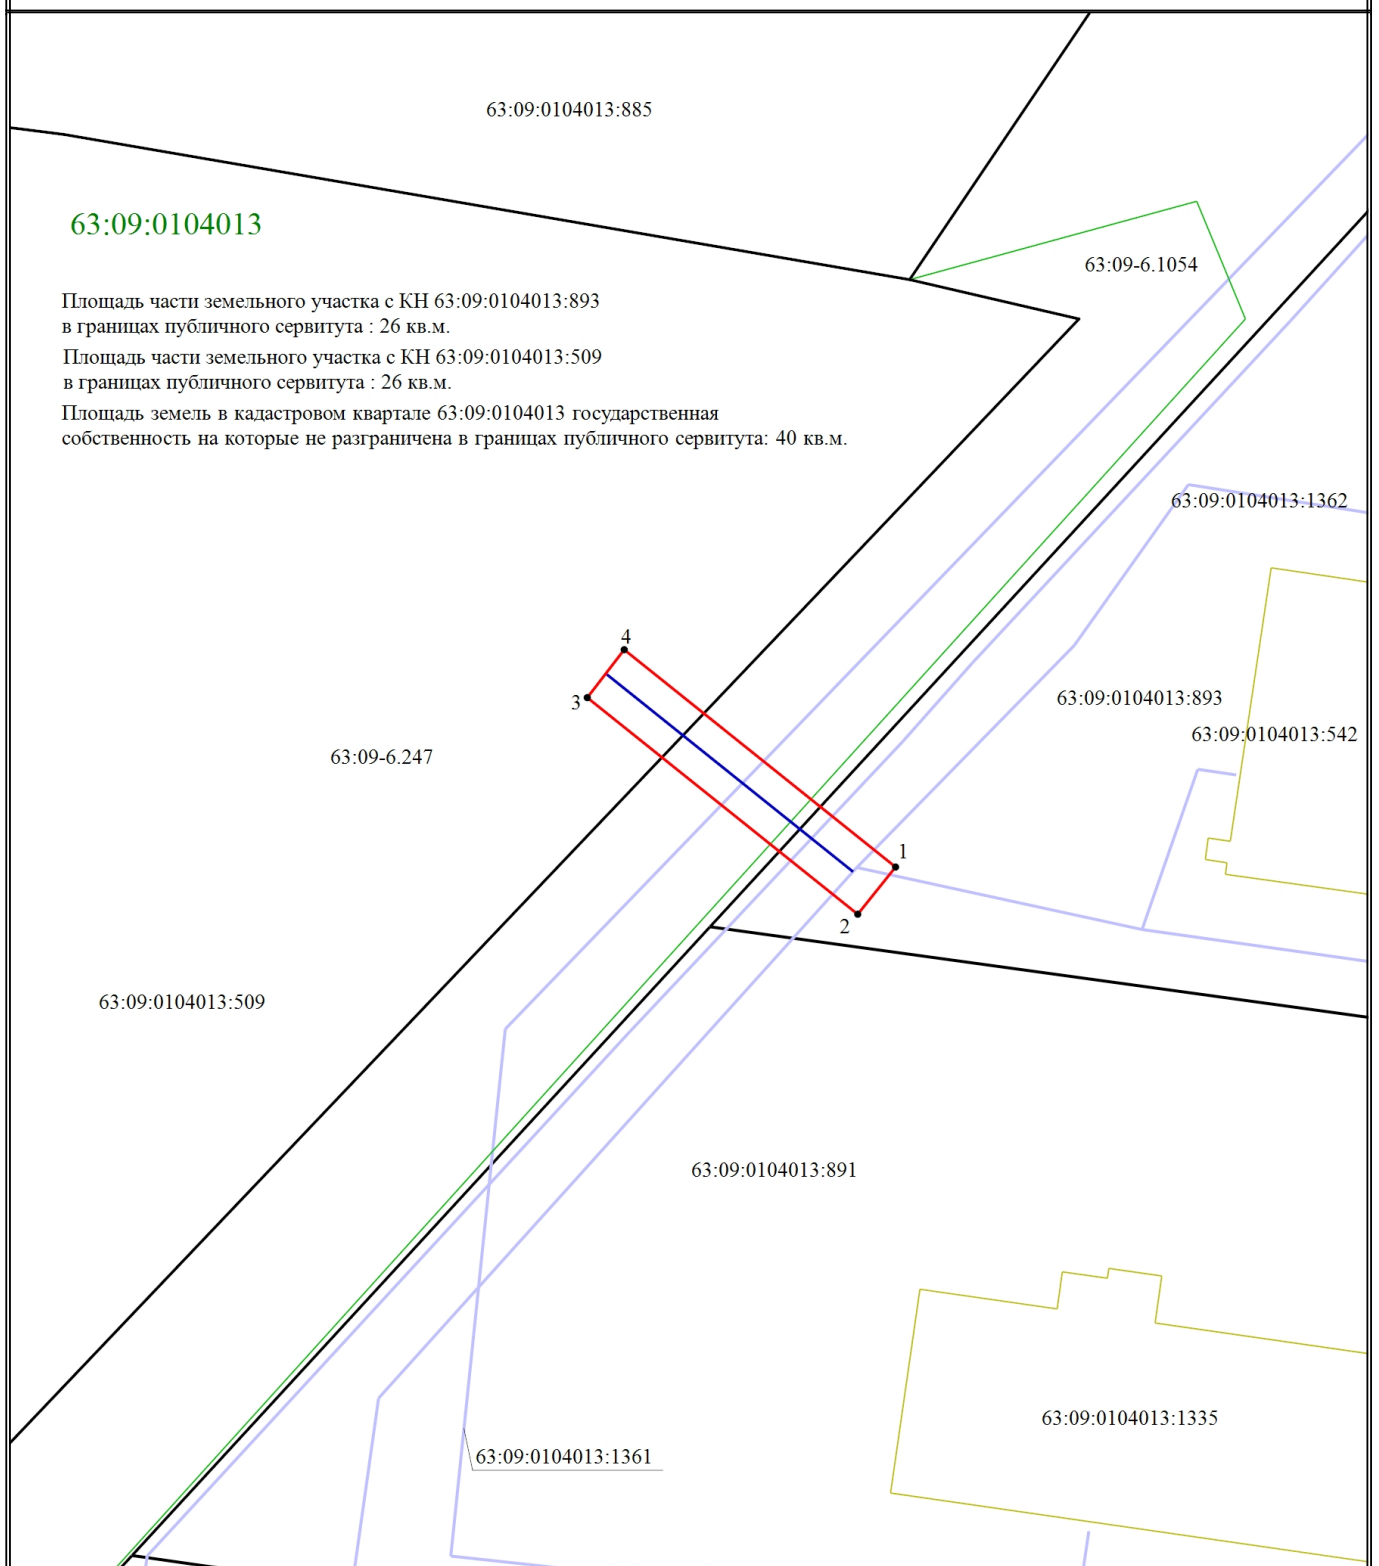 63:09:0104013:885
63:09:0104013
63:09-6.1054
Площадь части земельного участка с КН 63:09:0104013:893
в границах публичного сервитута : 26 кв.м.
Площадь части земельного участка с КН 63:09:0104013:509
в границах публичного сервитута : 26 кв.м.
Площадь земель в кадастровом квартале 63:09:0104013 государственная
собственность на которые не разграничена в границах публичного сервитута: 40 кв.м.
63:09:0104013:1362
4
3
63:09:0104013:893
63:09:0104013:542
63:09-6.247
1
2
63:09:0104013:509
63:09:0104013:891
63:09:0104013:1335
63:09:0104013:1361